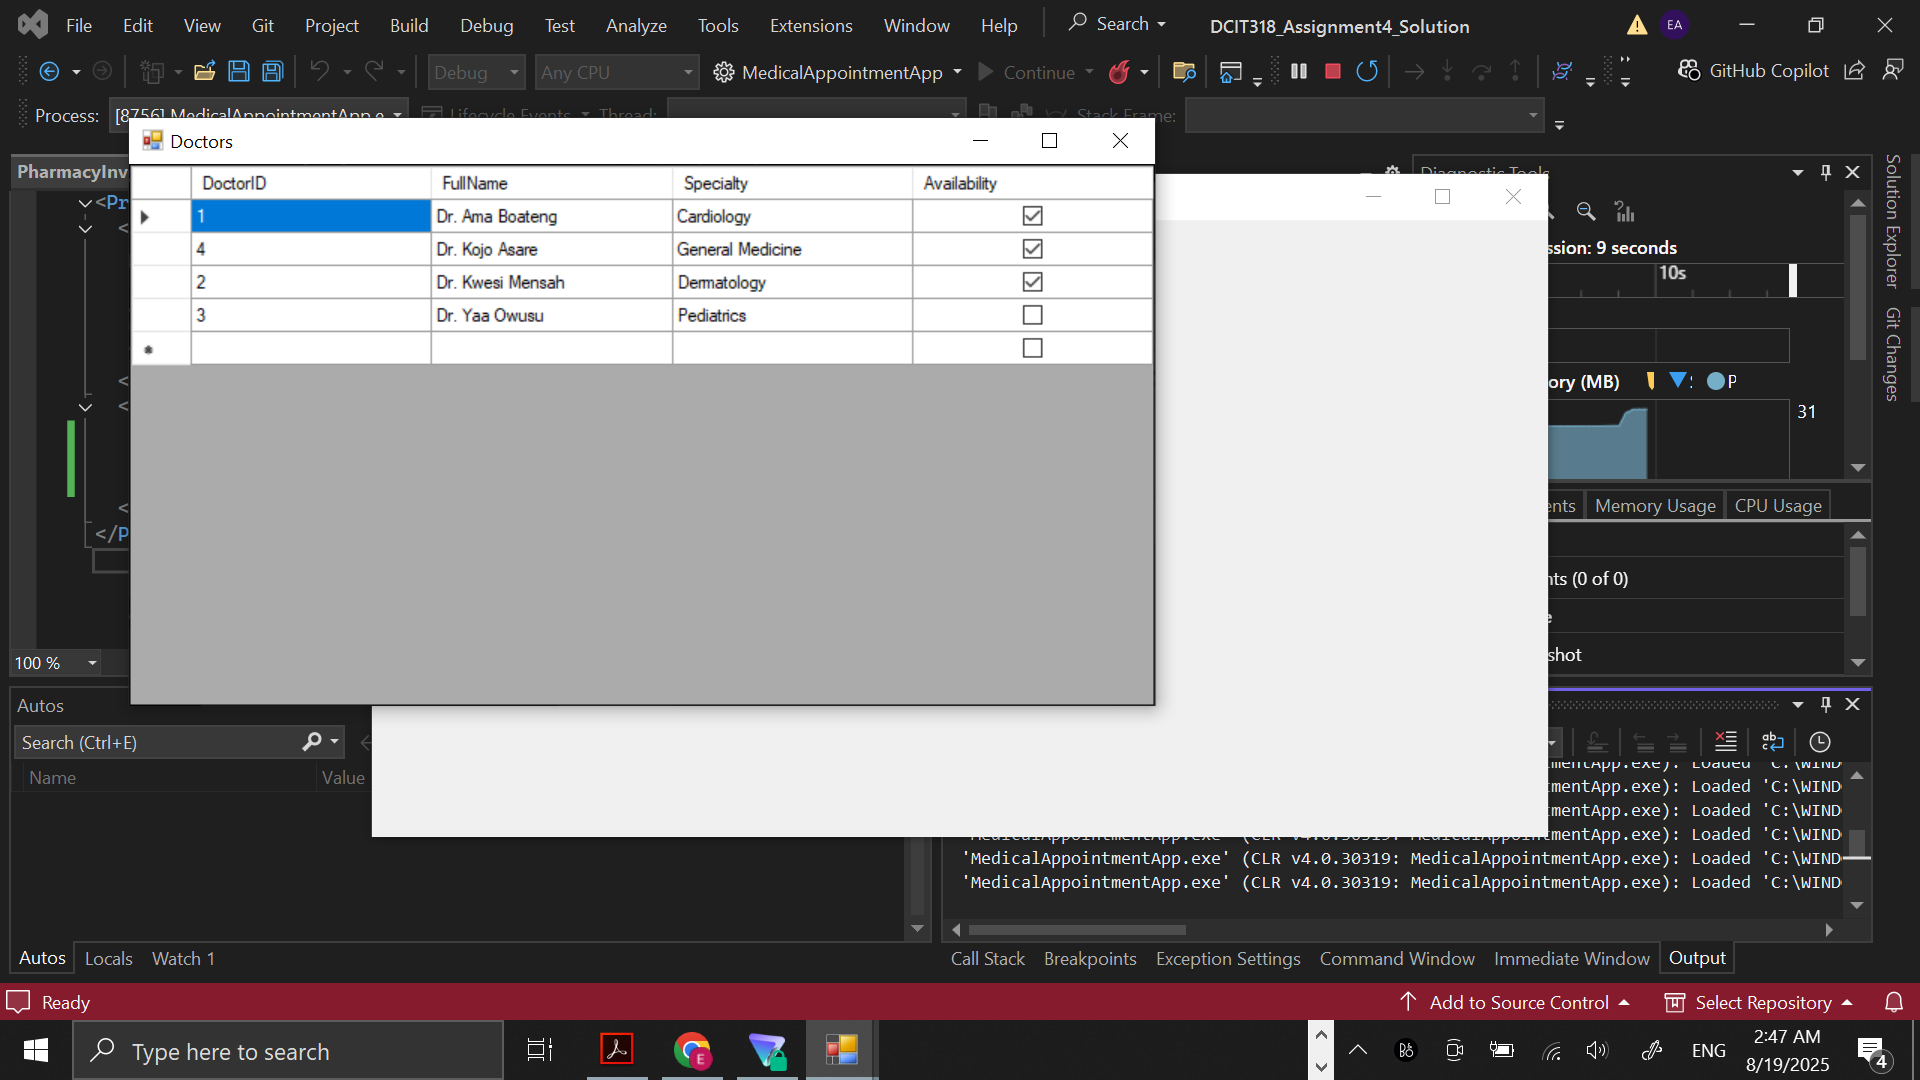 File Edit View Git Project Build Debug Test Analyze Tools Extensions Window Help Search DCIT318_Assignment4_Solution EA
Debug Any CPU MedicalAppointmentApp Continue GitHub Copilot
Process: [8756] MedicalAppointmentApp.e Lifecycle Events Thread: Stack Frame:
Doctors
PharmacyInv
Diagnostic Tools
DoctorID FullName Specialty Availability
1 Dr. Ama Boateng Cardiology
4 Dr. Kojo Asare General Medicine
2 Dr. Kwesi Mensah Dermatology
3 Dr. Yaa Owusu Pediatrics
<Pr
<
<
<
<
</P
ssion: 9 seconds
10s
ory (MB) P
31
ents Memory Usage CPU Usage
nts (0 of 0)
e
shot
Solution Explorer
Git Changes
100 %
Autos
Search (Ctrl+E)
Name Value
mentApp.exe): Loaded 'C:\WIND
mentApp.exe): Loaded 'C:\WIND
mentApp.exe): Loaded 'C:\WIND
'MedicalAppointmentApp.exe' (CLR v4.0.30319: MedicalAppointmentApp.exe): Loaded 'C:\WIND
'MedicalAppointmentApp.exe' (CLR v4.0.30319: MedicalAppointmentApp.exe): Loaded 'C:\WIND
'MedicalAppointmentApp.exe' (CLR v4.0.30319: MedicalAppointmentApp.exe): Loaded 'C:\WIND
Autos Locals Watch 1
Call Stack Breakpoints Exception Settings Command Window Immediate Window Output
Ready
Add to Source Control Select Repository
Type here to search
E
ENG
2:47 AM
8/19/2025
4